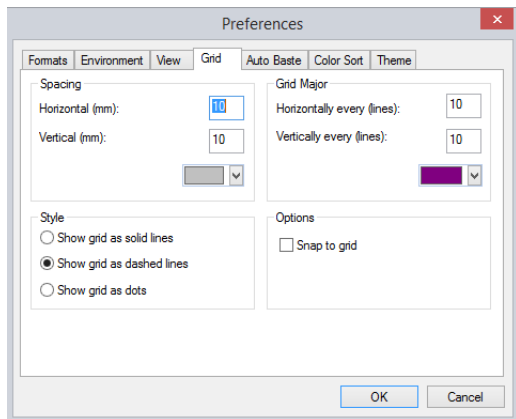 Preferences
Formats Environment View Grid Auto Baste Color Sort Theme
Spacing
Horizontal (mm): 10
Vertical (mm): 10
Grid Major
Horizontally every (lines): 10
Vertically every (lines): 10
Style
Show grid as solid lines
Show grid as dashed lines
Show grid as dots
Options
Snap to grid
OK Cancel